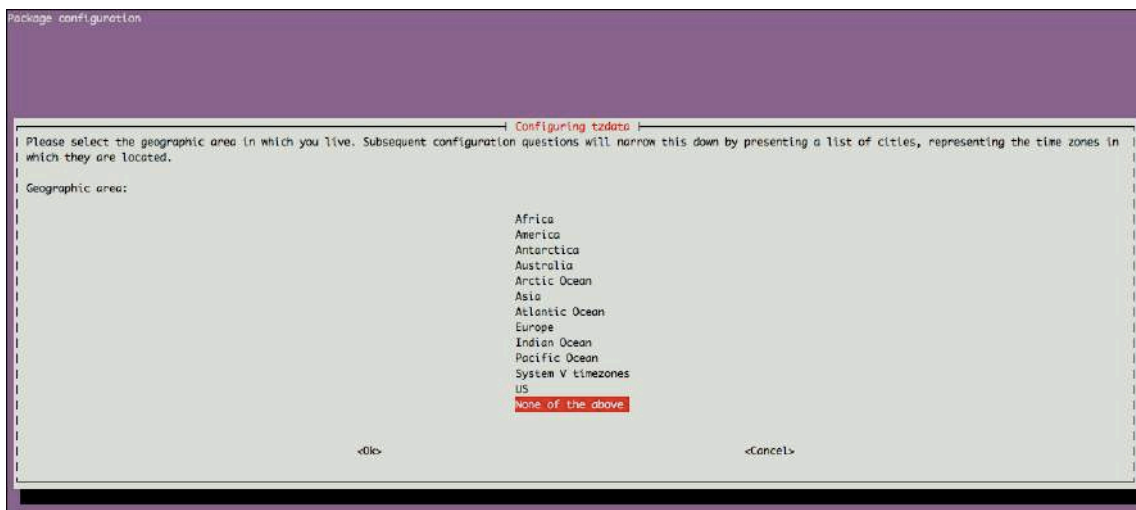 Package configuration
Configuring tzdata
Please select the geographic area in which you live. Subsequent configuration questions will narrow this down by presenting a list of cities, representing the time zones in
which they are located.
Geographic area:
Africa
America
Antarctica
Australia
Arctic Ocean
Asia
Atlantic Ocean
Europe
Indian Ocean
Pacific Ocean
System V timezones
US
None of the above
<Ok> <Cancel>